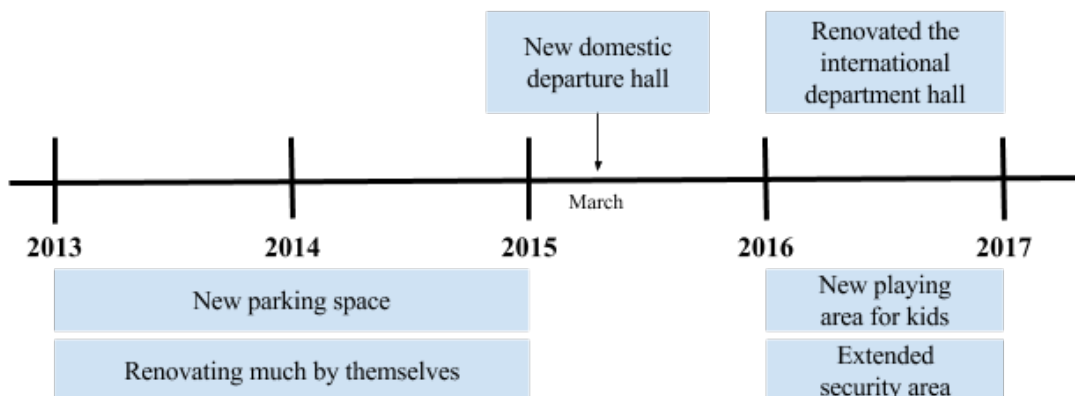 New domestic
departure hall
Renovated the
international
department hall
March
2013
2014
2015
2016
2017
New parking space
New playing
area for kids
Renovating much by themselves
Extended
security area